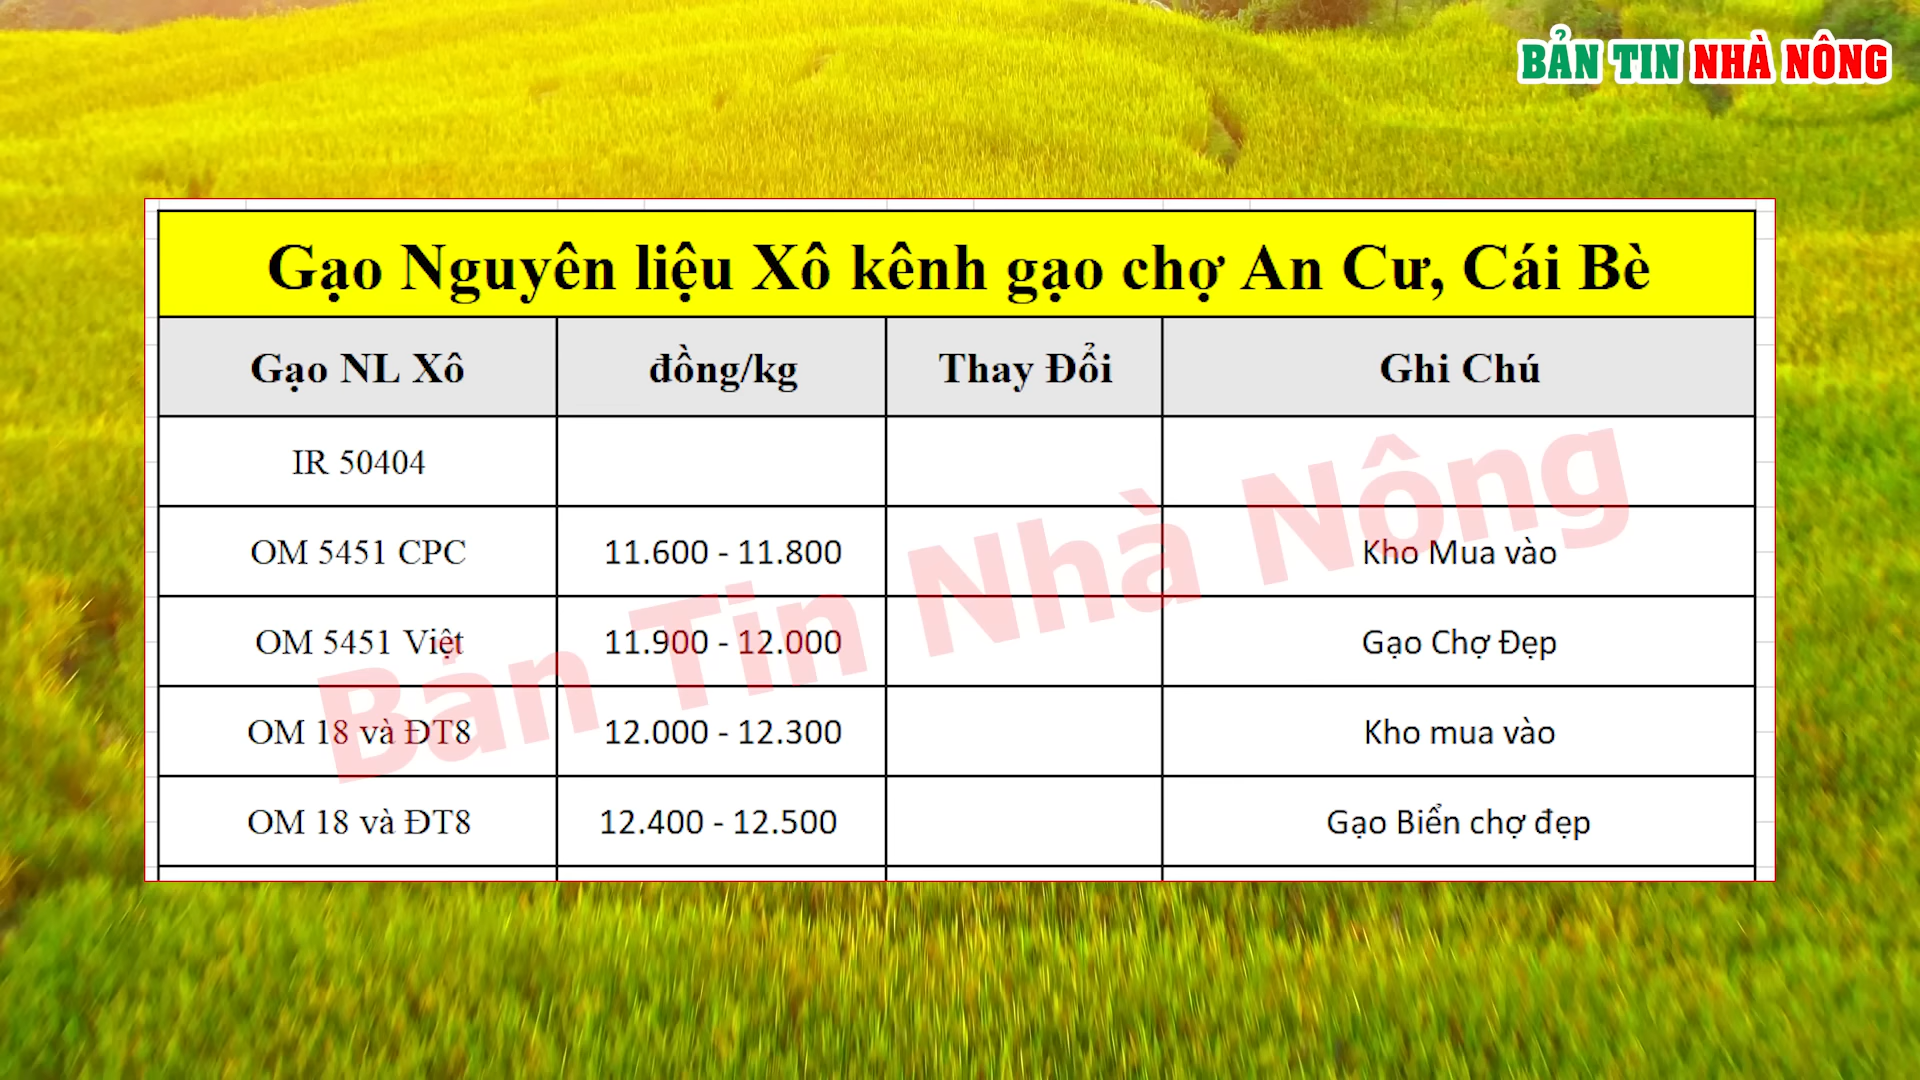 BẢN TIN NHÀ NÔNG
Gạo Nguyên liệu Xô kênh gạo chợ An Cư, Cái Bè
Gạo NL Xô đồng/kg Thay Đổi Ghi Chú
IR 50404
OM 5451 CPC 11.600 - 11.800 Kho Mua vào
OM 5451 Việt 11.900 - 12.000 Gạo Chợ Đẹp
OM 18 và ĐT8 12.000 - 12.300 Kho mua vào
OM 18 và ĐT8 12.400 - 12.500 Gạo Biển chợ đẹp
Bản Tin Nhà Nông